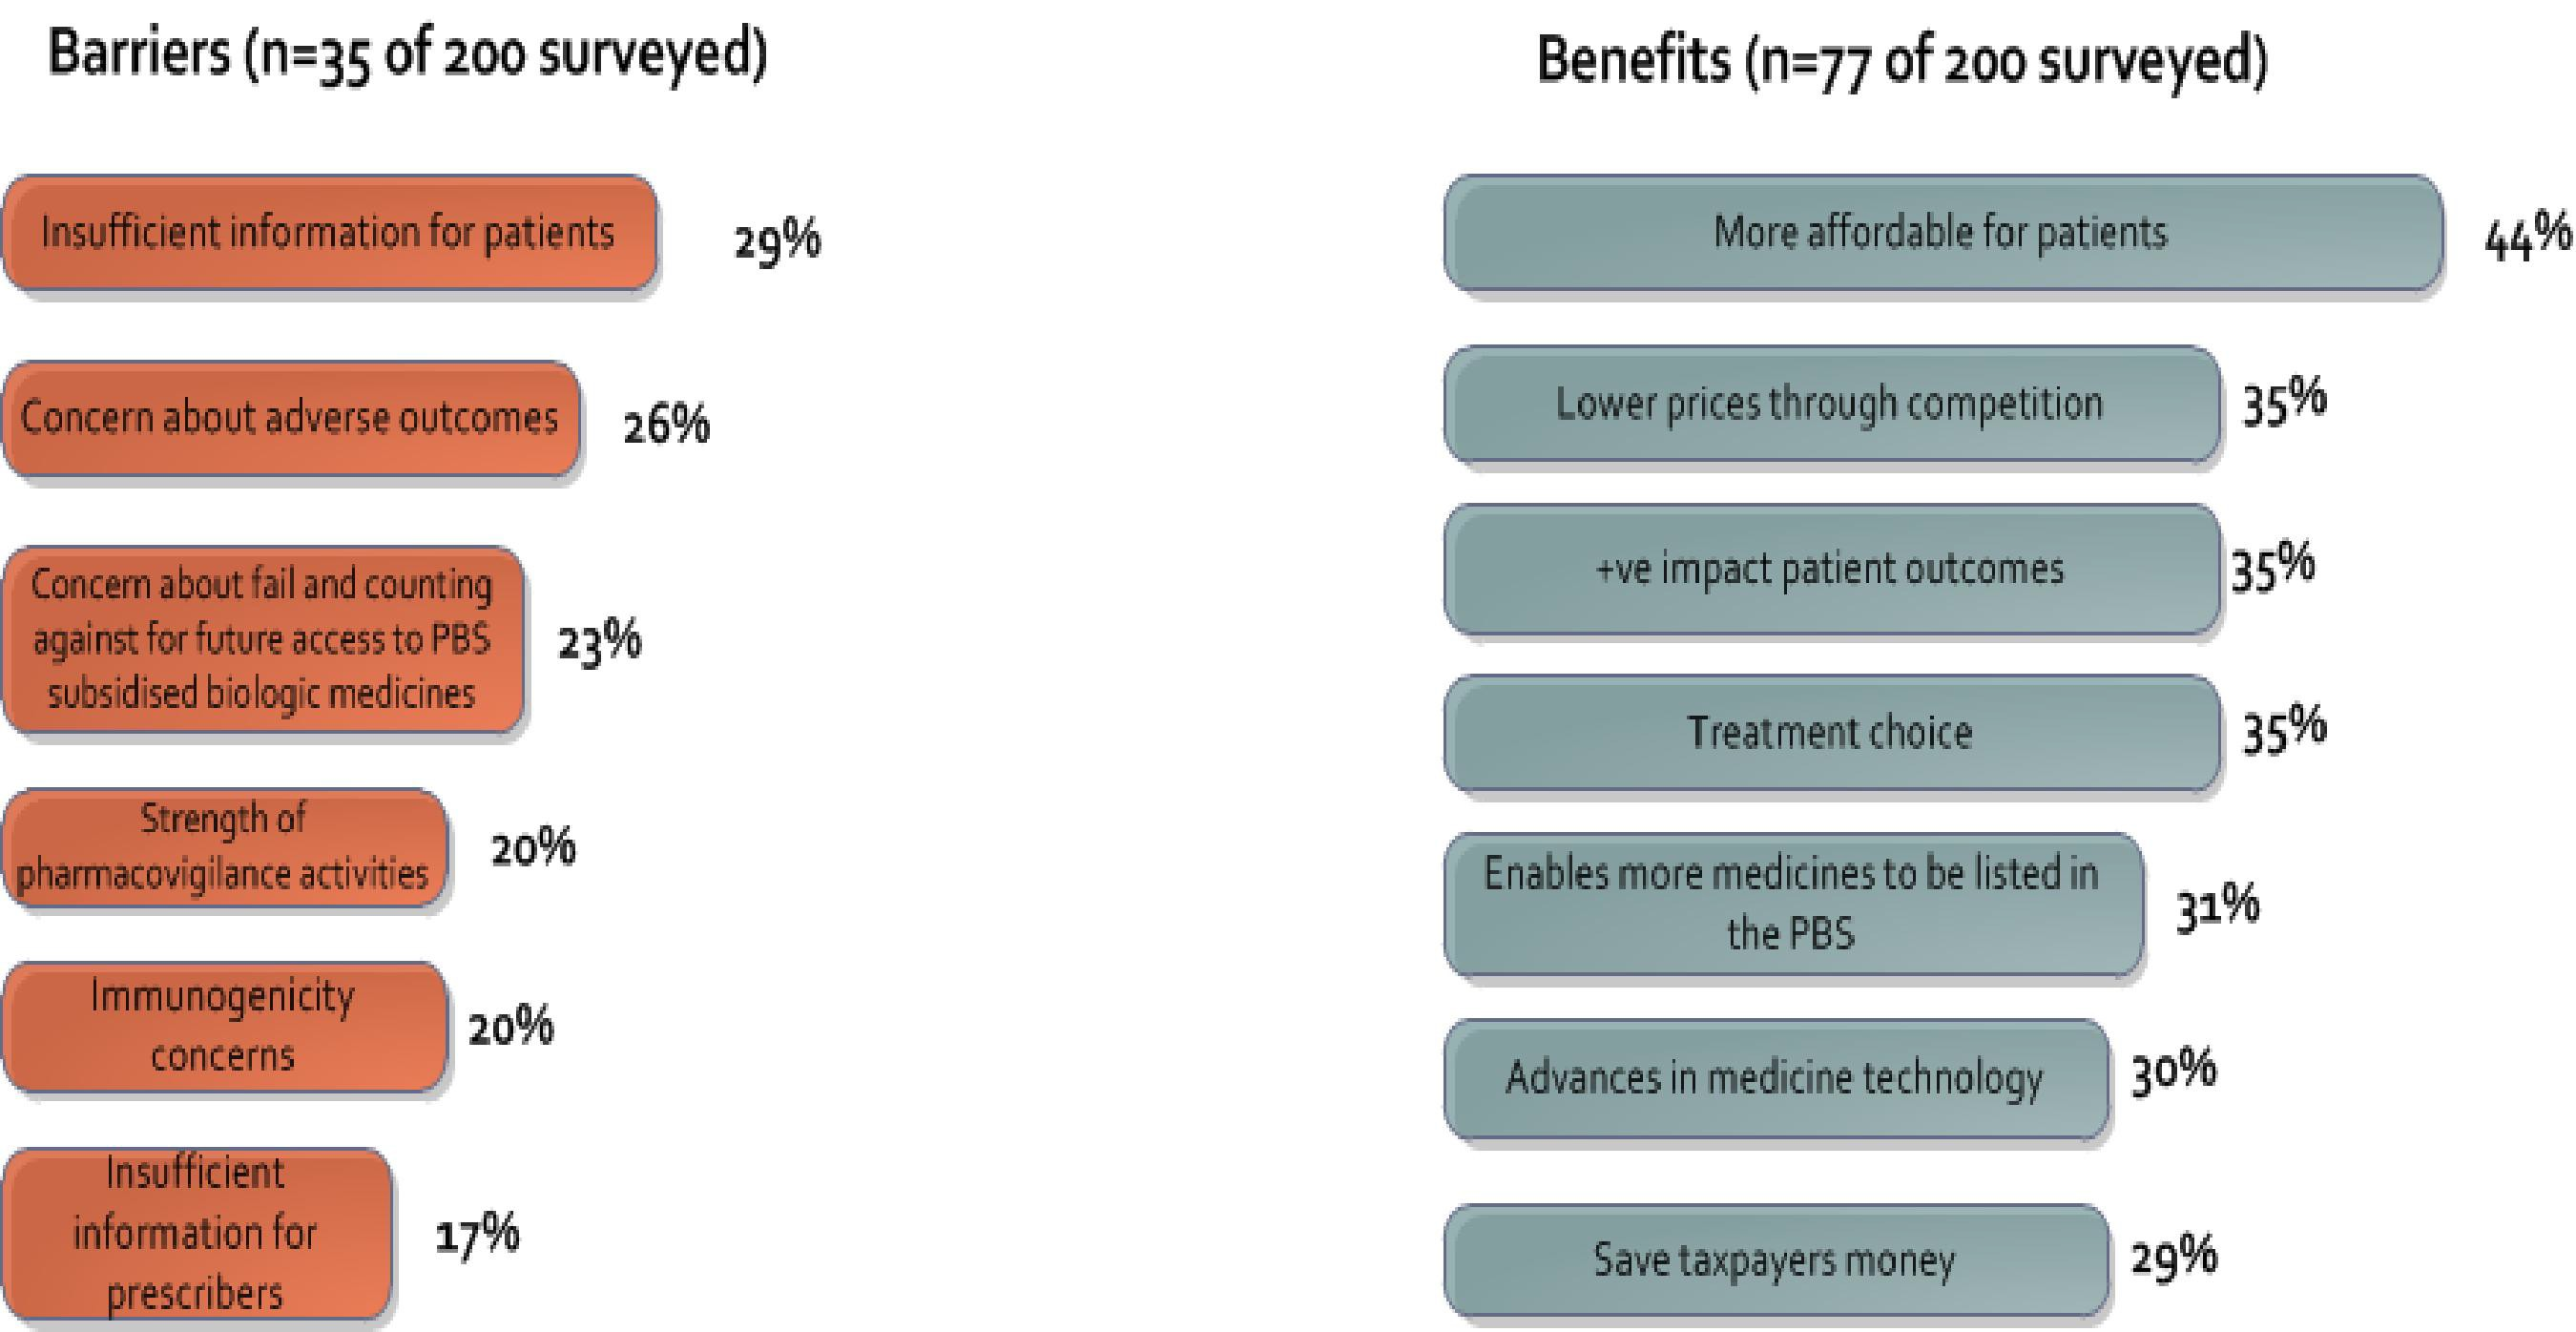 Barriers (n=35 of 200 surveyed)
Insufficient information for patients
29%
Concern about adverse outcomes
26%
Concern about fail and counting
against for future access to PBS
subsidised biologic medicines
23%
Strength of
pharmacovigilance activities
20%
Immunogenicity
concerns
20%
Insufficient
information for
prescribers
17%
Benefits (n=77 of 200 surveyed)
More affordable for patients
44%
Lower prices through competition
35%
+ve impact patient outcomes
35%
Treatment choice
35%
Enables more medicines to be listed in
the PBS
31%
Advances in medicine technology
30%
Save taxpayers money
29%